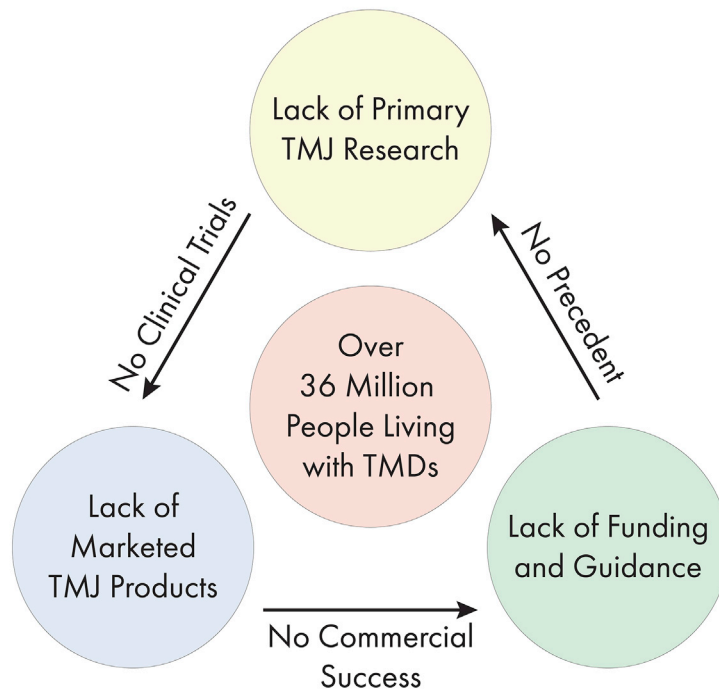 Lack of Primary
TMJ Research
No Clinical Trials
No Precedent
Over
36 Million
People Living
with TMDs
Lack of
Marketed
TMJ Products
Lack of Funding
and Guidance
No Commercial
Success